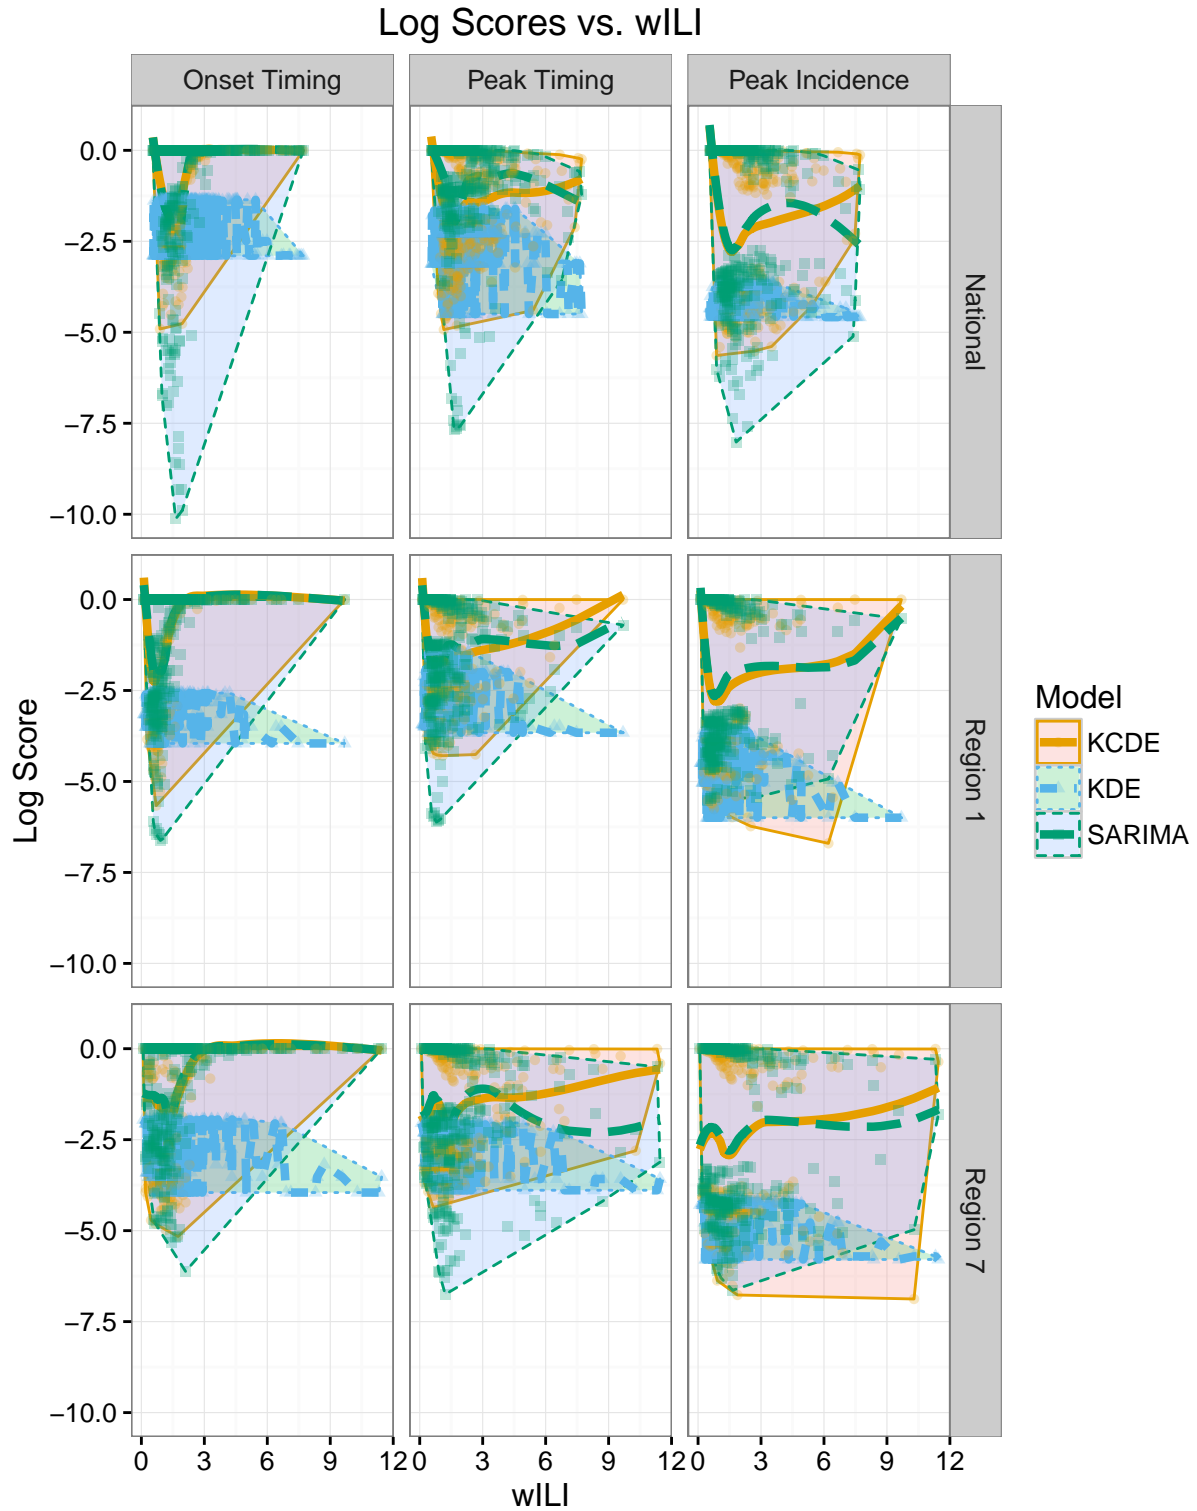 Log Scores vs. wILI
Onset Timing Peak Timing Peak Incidence
0.0
−2.5
−5.0
−7.5
−10.0
National
0.0
−2.5
−5.0
−7.5
−10.0
Region 1
0.0
−2.5
−5.0
−7.5
−10.0
Region 7
Log Score
0 3 6 9 12 0 3 6 9 12 0 3 6 9 12
wILI
Model
KCDE
KDE
SARIMA